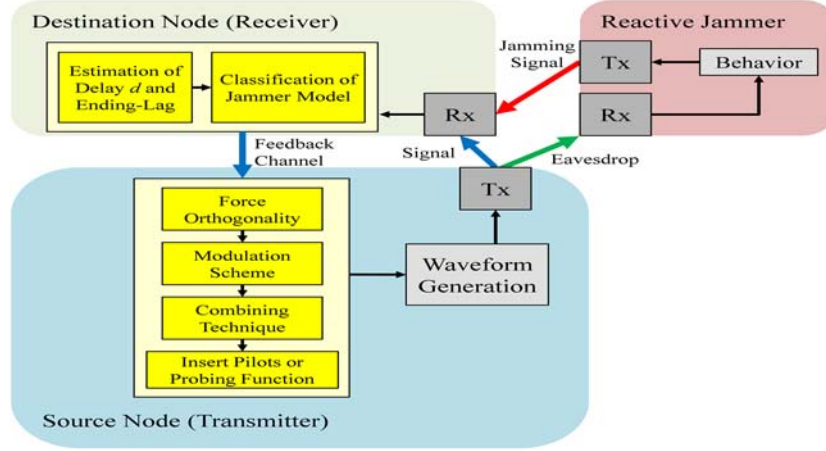 Destination Node (Receiver)
Reactive Jammer
Estimation of
Delay d and
Ending-Lag
Classification of
Jammer Model
Jamming
Signal
Tx
Behavior
Rx
Rx
Feedback
Channel
Signal
Eavesdrop
Tx
Force
Orthogonality
Modulation
Scheme
Combining
Technique
Insert Pilots or
Probing Function
Waveform
Generation
Source Node (Transmitter)